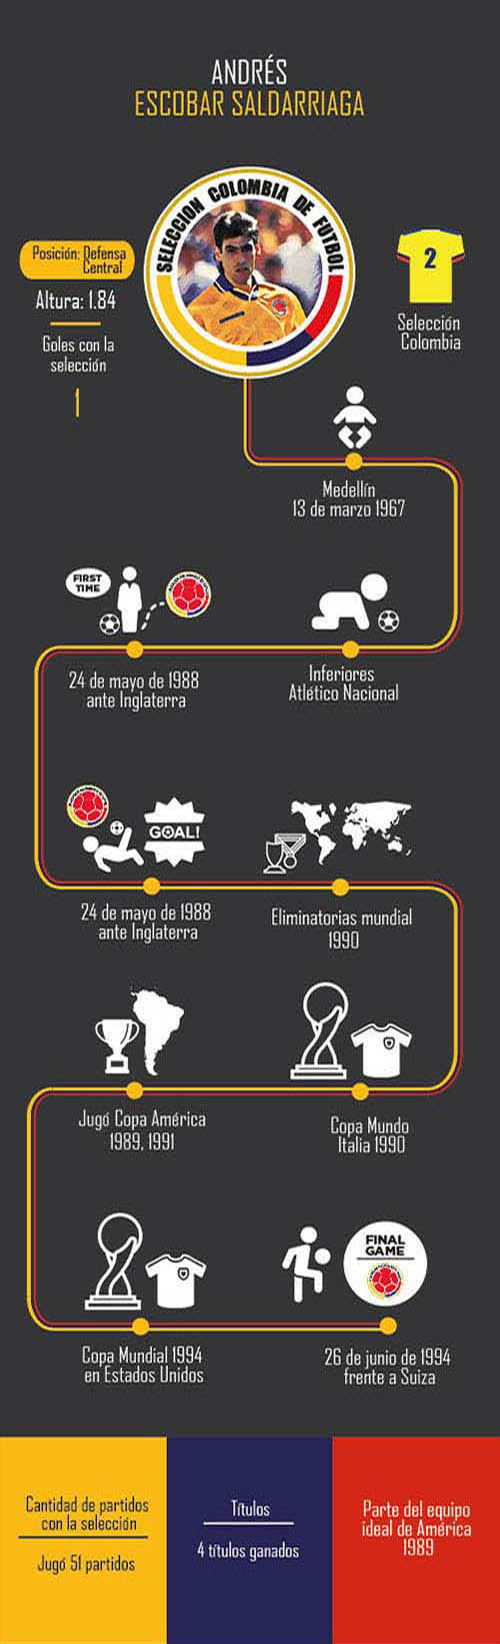 ANDRÉS
ESCOBAR SALDARRIAGA
SELECCION COLOMBIA DE FUTBOL
Posición: Defensa
Central
Altura: 1.84
Goles con la
selección
1
2
Selección
Colombia
Medellín
13 de marzo 1967
FIRST
TIME
24 de mayo de 1988
ante Inglaterra
Inferiores
Atlético Nacional
GOAL!
24 de mayo de 1988
ante Inglaterra
Eliminatorias mundial
1990
Jugó Copa América
1989, 1991
Copa Mundo
Italia 1990
FINAL
GAME
Copa Mundial 1994
en Estados Unidos
26 de junio de 1994
frente a Suiza
Cantidad de partidos
con la selección
Jugó 51 partidos
Títulos
4 títulos ganados
Parte del equipo
ideal de América
1989